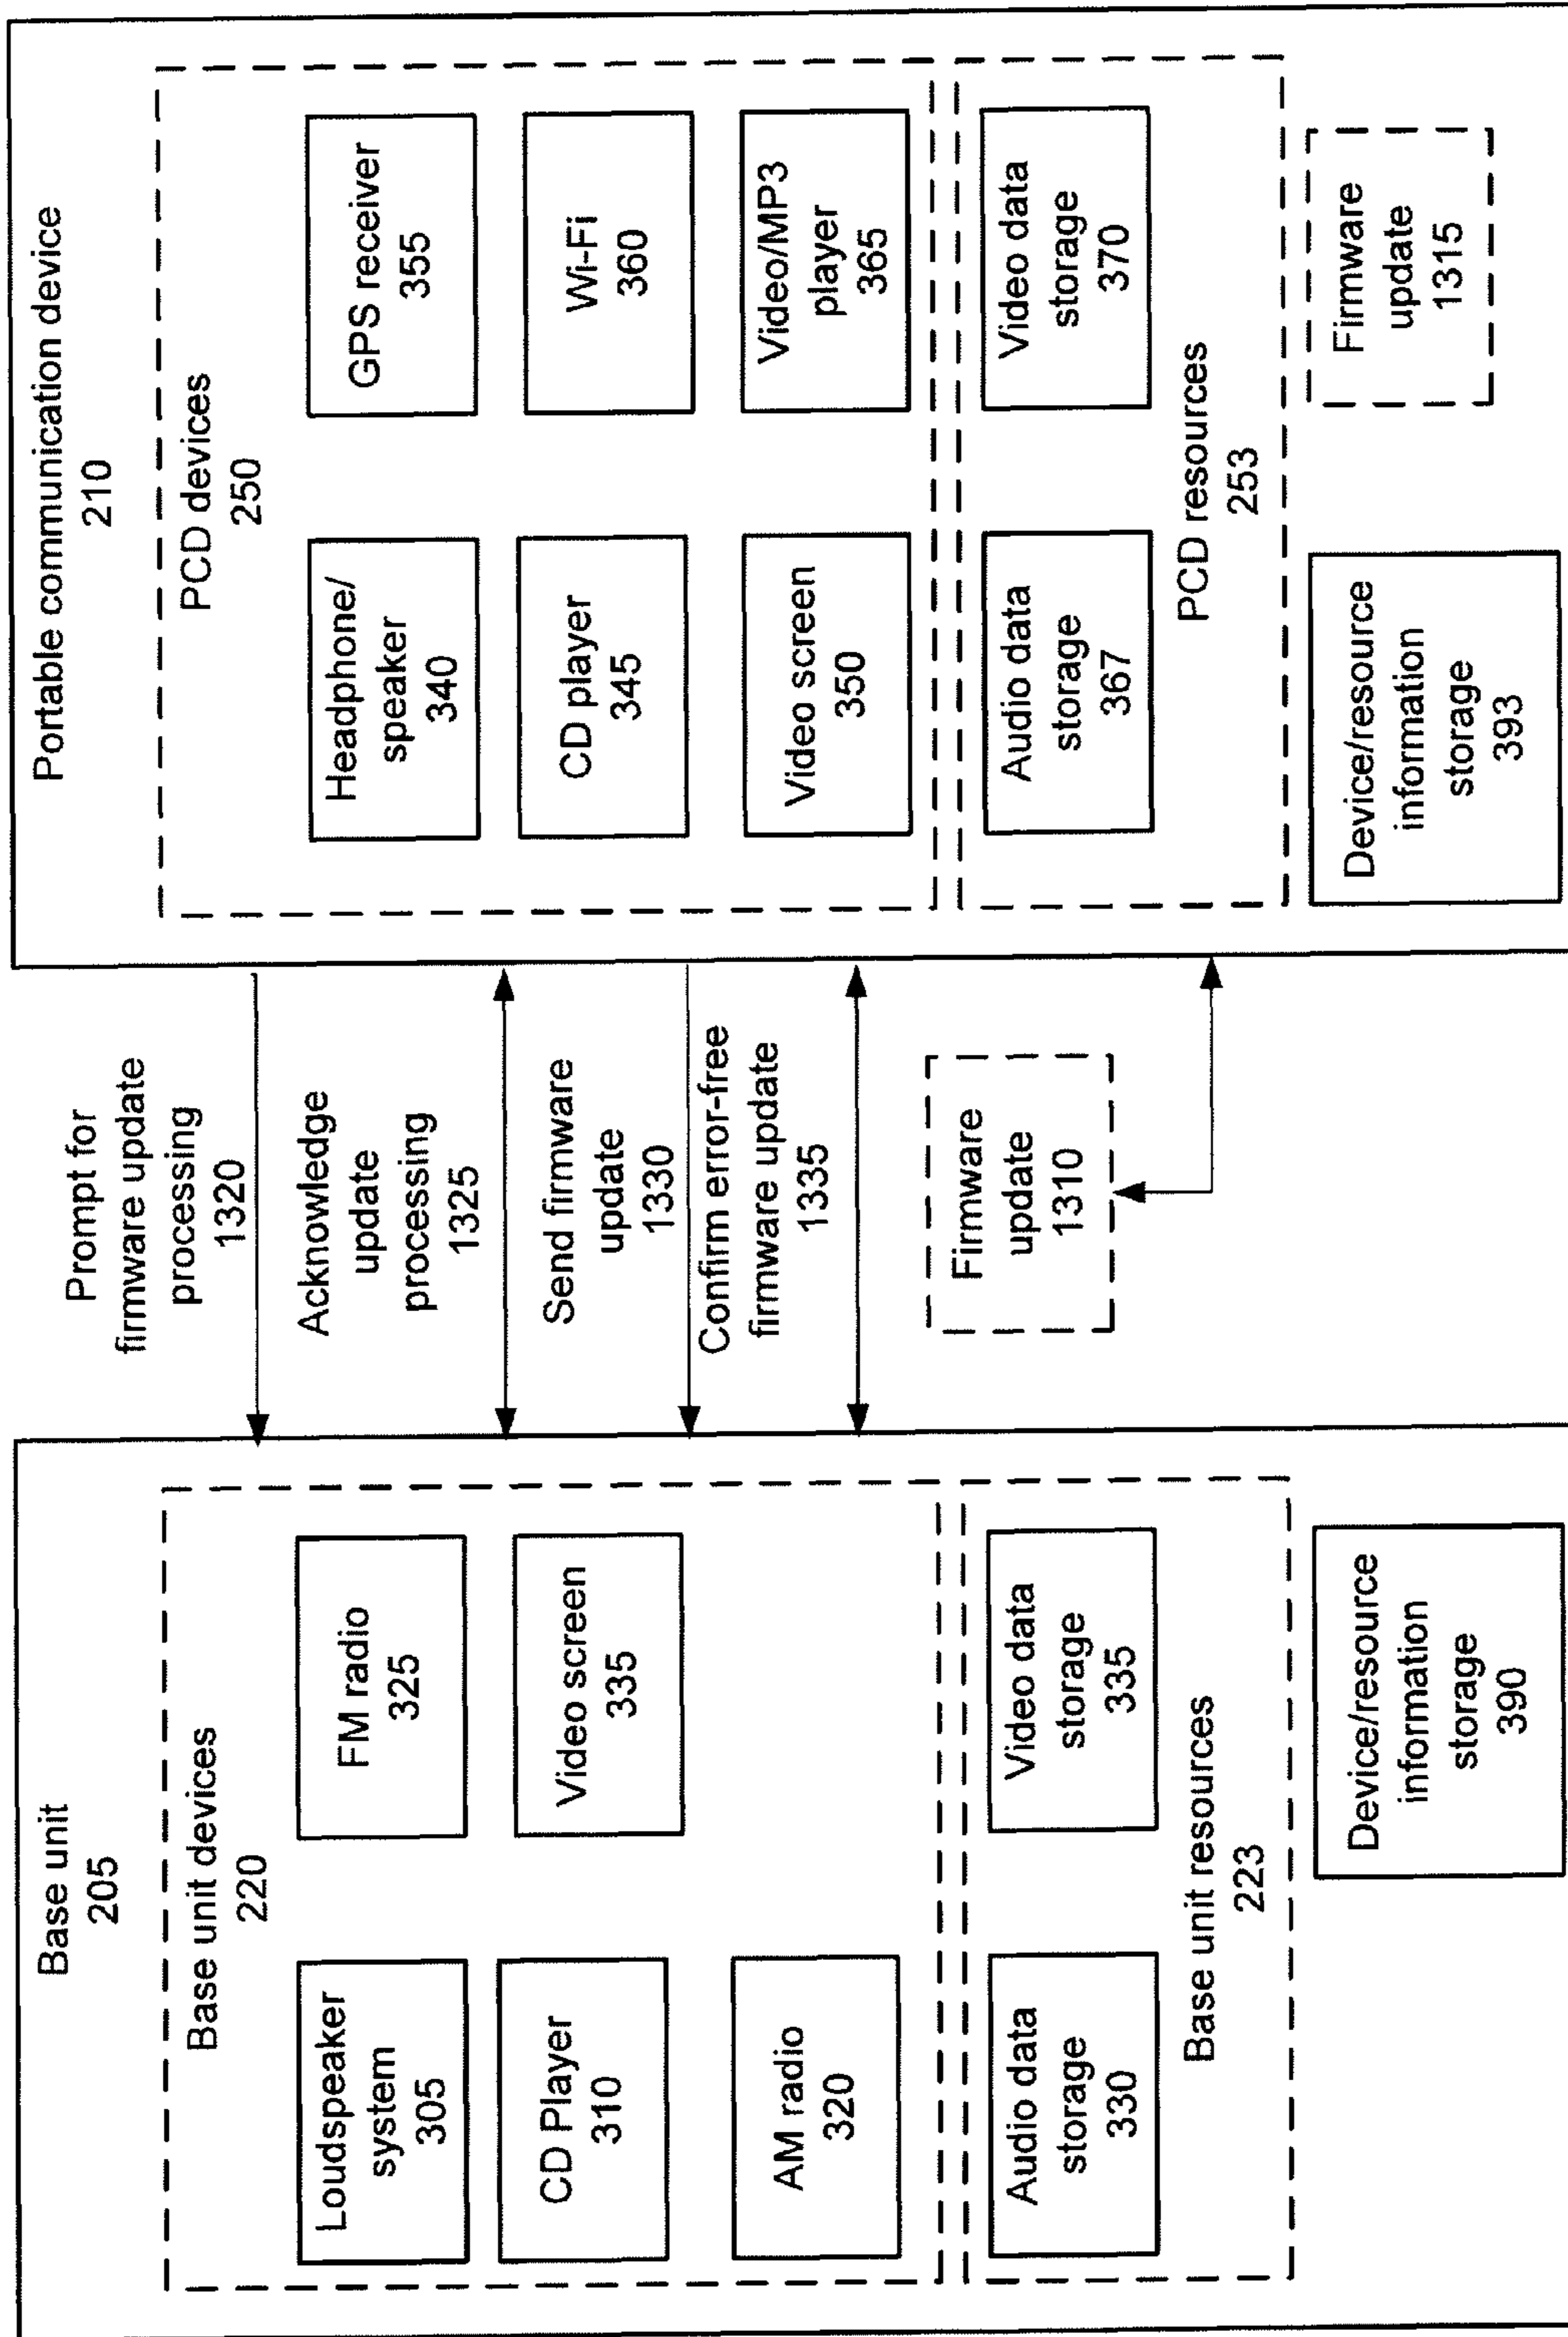 Base unit
205
Base unit devices
220
Loudspeaker
system
305
FM radio
325
CD Player
310
Video screen
335
AM radio
320
Audio data
storage
330
Video data
storage
335
Base unit resources
223
Device/resource
information
storage
390
Prompt for
firmware update
processing
1320
Acknowledge
update
processing
1325
Send firmware
update
1330
Confirm error-free
firmware update
1335
Firmware
update
1310
Portable communication device
210
PCD devices
250
Headphone/
speaker
340
GPS receiver
355
CD player
345
Wi-Fi
360
Video screen
350
Video/MP3
player
365
Audio data
storage
367
Video data
storage
370
PCD resources
253
Device/resource
information
storage
393
Firmware
update
1315